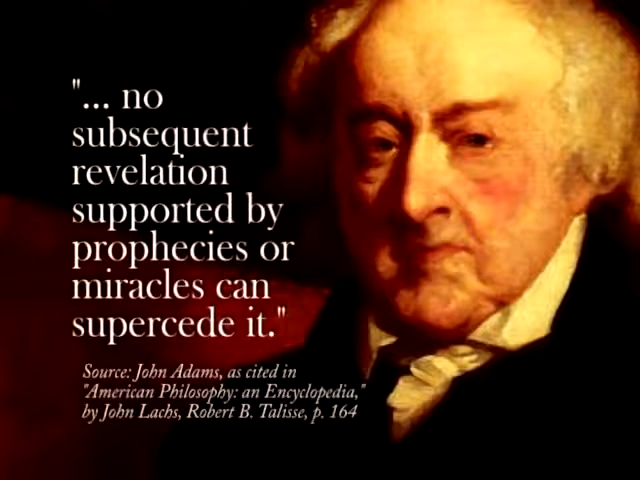 "... no
subsequent
revelation
supported by
prophecies or
miracles can
supercede it."
Source: John Adams, as cited in
"American Philosophy: an Encyclopedia,"
by John Lachs, Robert B. Talisse, p. 164